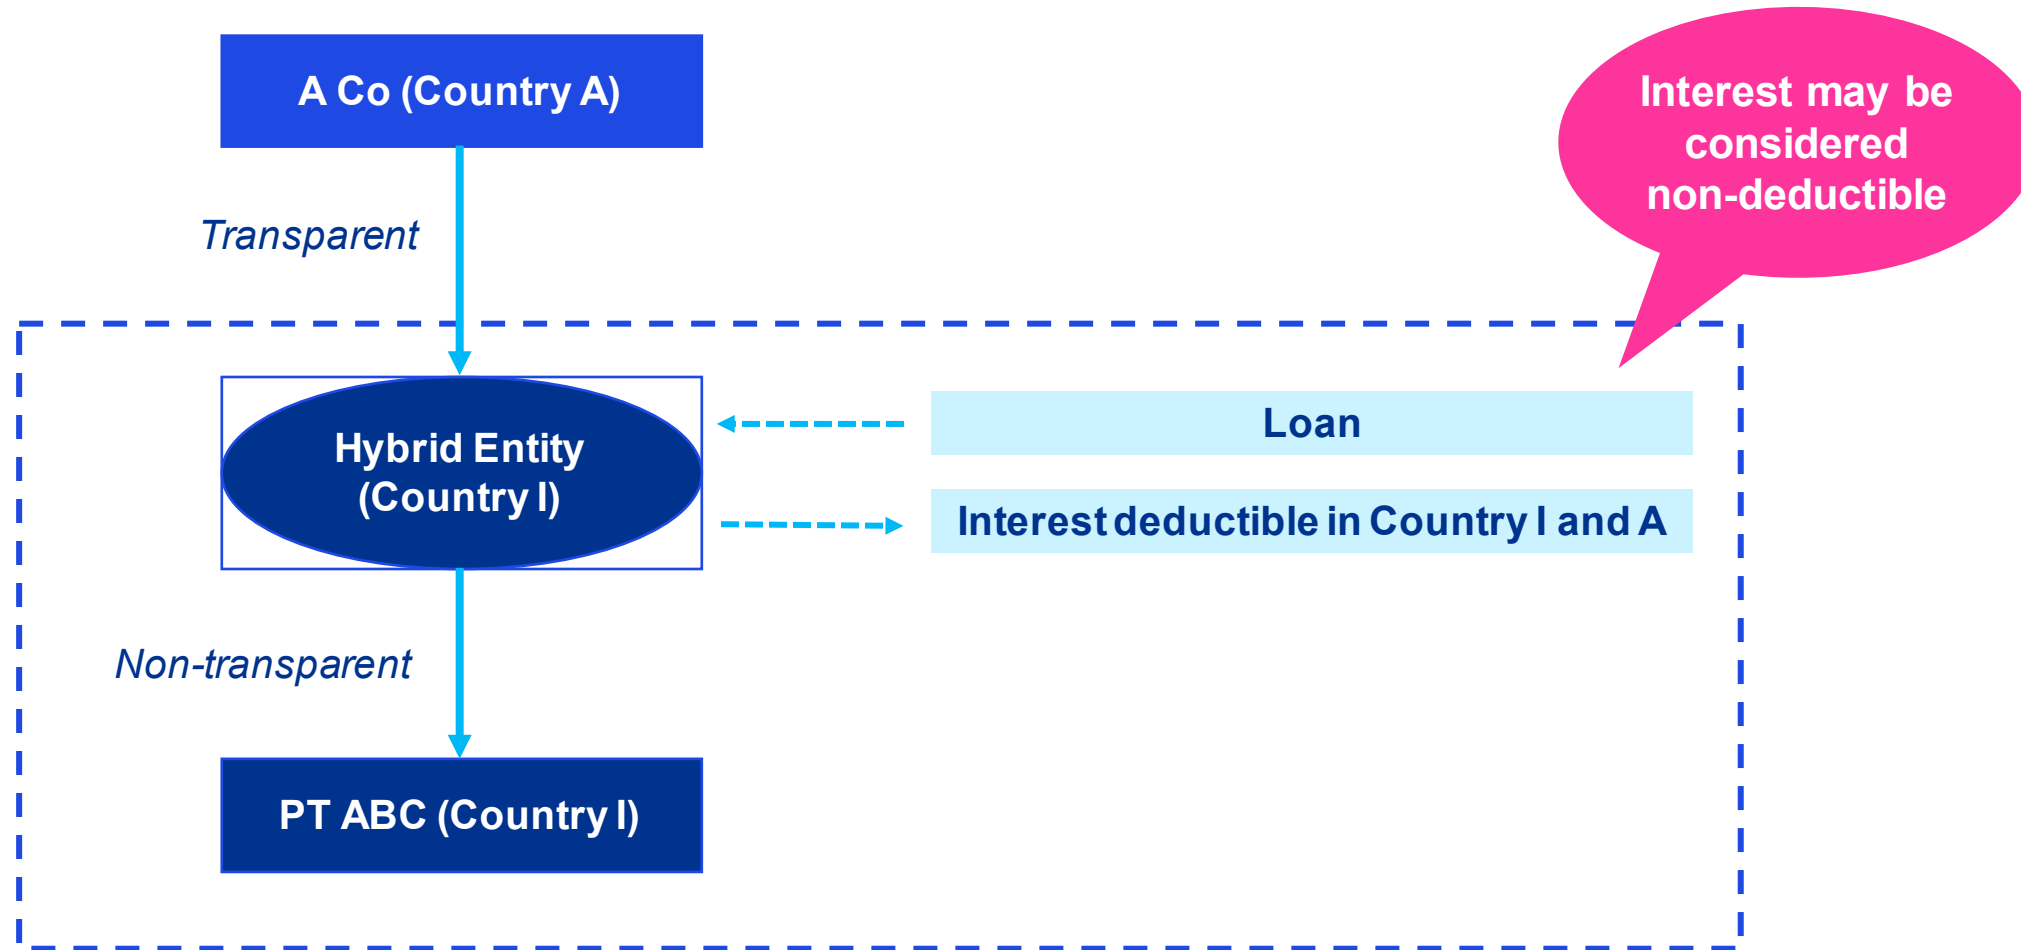 A Co (Country A)
Interest may be
considered
non-deductible
Transparent
Hybrid Entity
(Country I)
Loan
Interest deductible in Country I and A
Non-transparent
PT ABC (Country I)